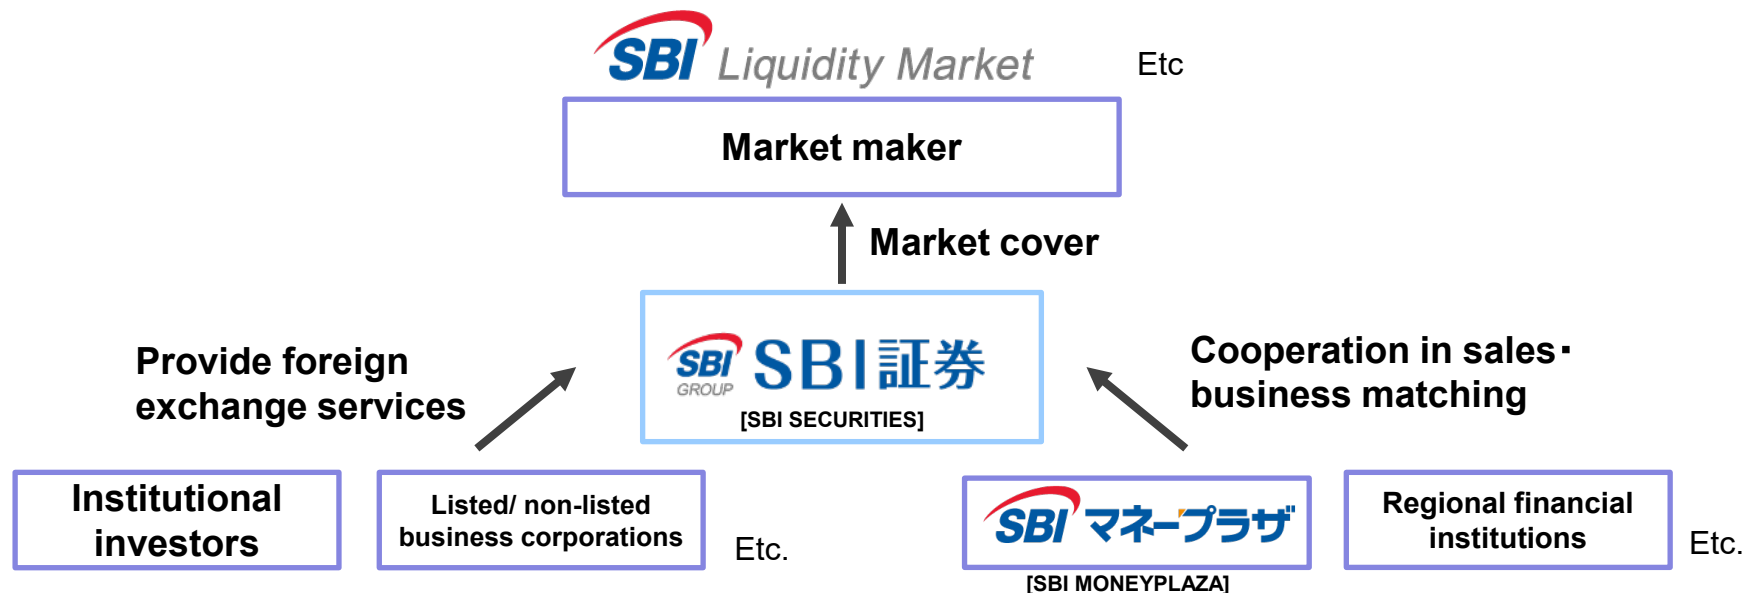 SBI Liquidity Market
Etc
Market maker
Market cover
Provide foreign
exchange services
SBI
GROUP
SBI証券
[SBI SECURITIES]
Cooperation in sales・
business matching
Institutional
investors
Listed/ non-listed
business corporations
Etc.
SBI マネープラザ
[SBI MONEYPLAZA]
Regional financial
institutions
Etc.